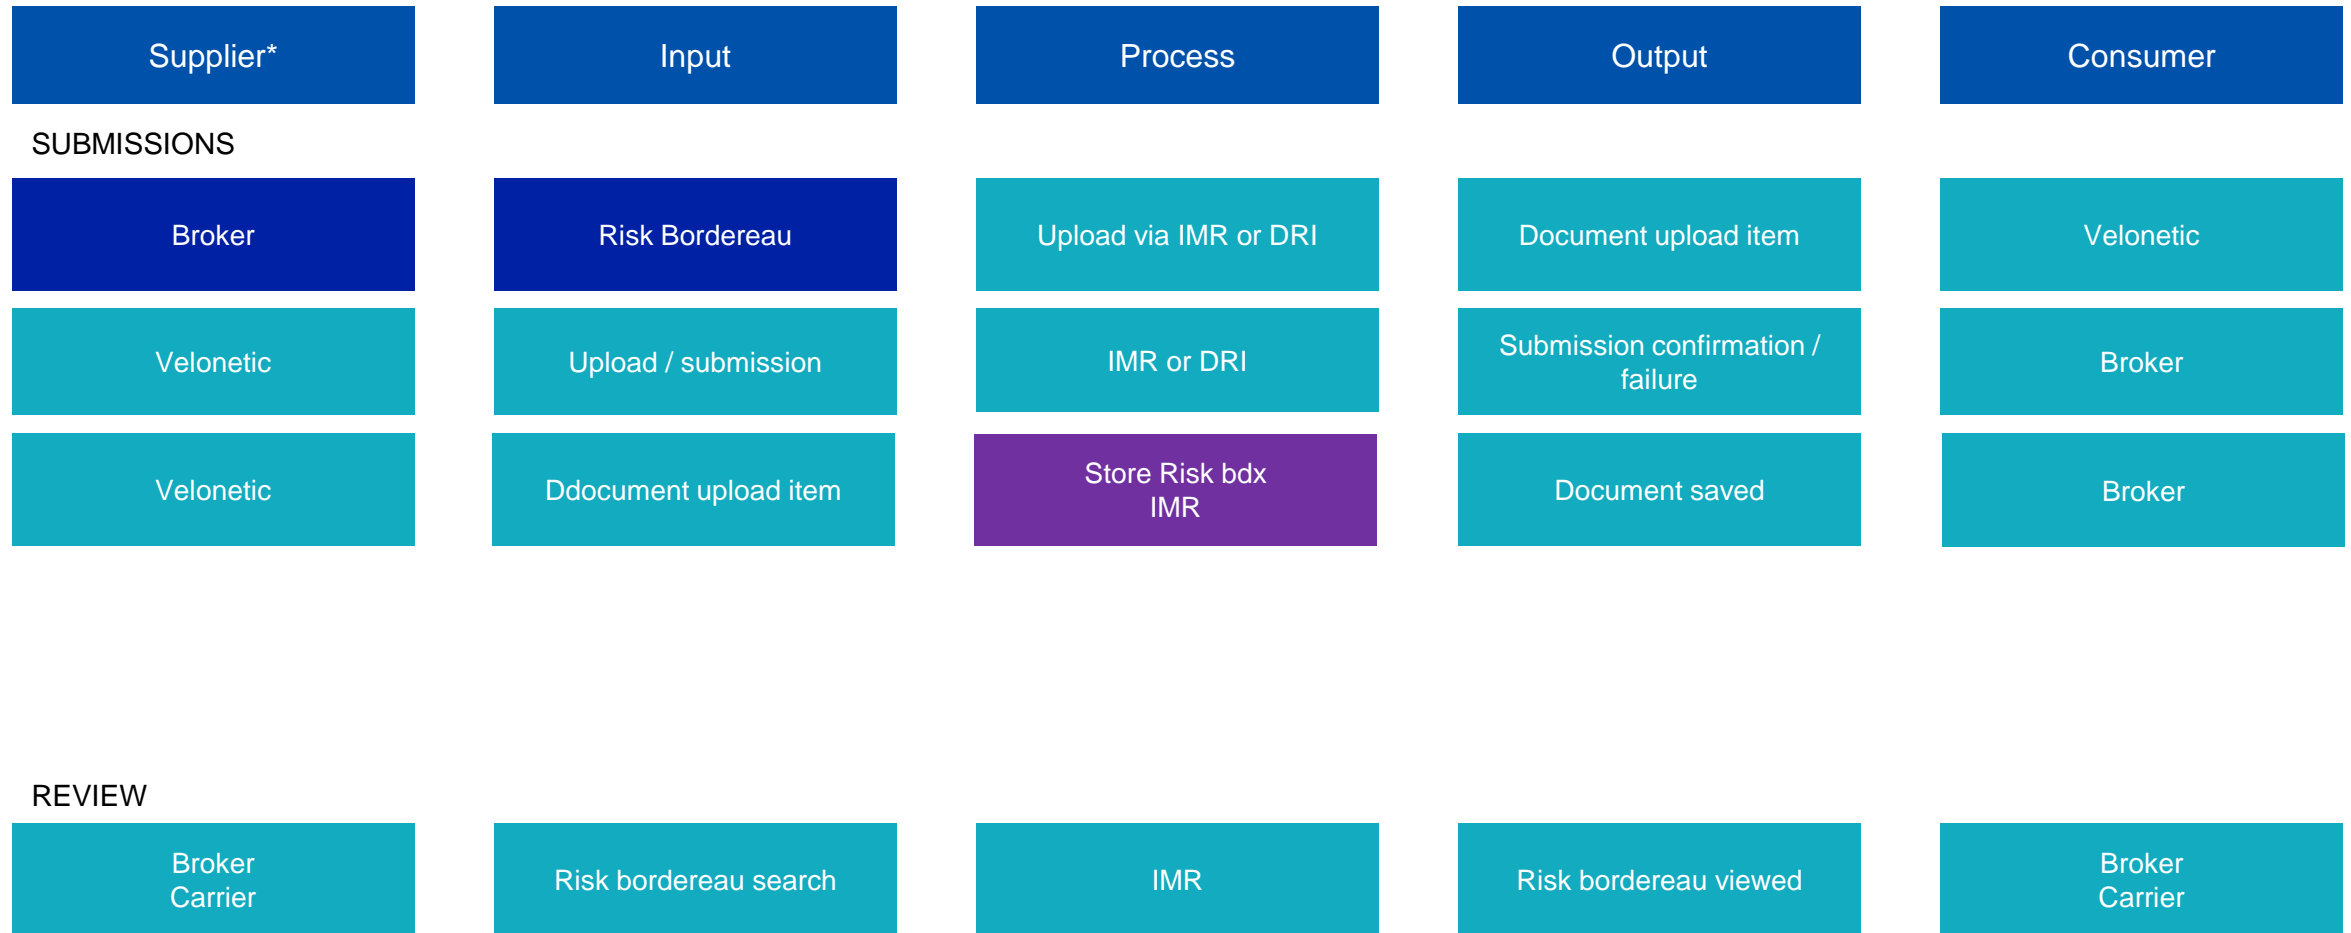 Supplier*
Input
Process
Output
Consumer
SUBMISSIONS
Broker
Risk Bordereau
Upload via IMR or DRI
Document upload item
Velonetic
Velonetic
Upload / submission
IMR or DRI
Submission confirmation /
failure
Broker
Velonetic
Ddocument upload item
Store Risk bdx
IMR
Document saved
Broker
REVIEW
Broker
Carrier
Risk bordereau search
IMR
Risk bordereau viewed
Broker
Carrier